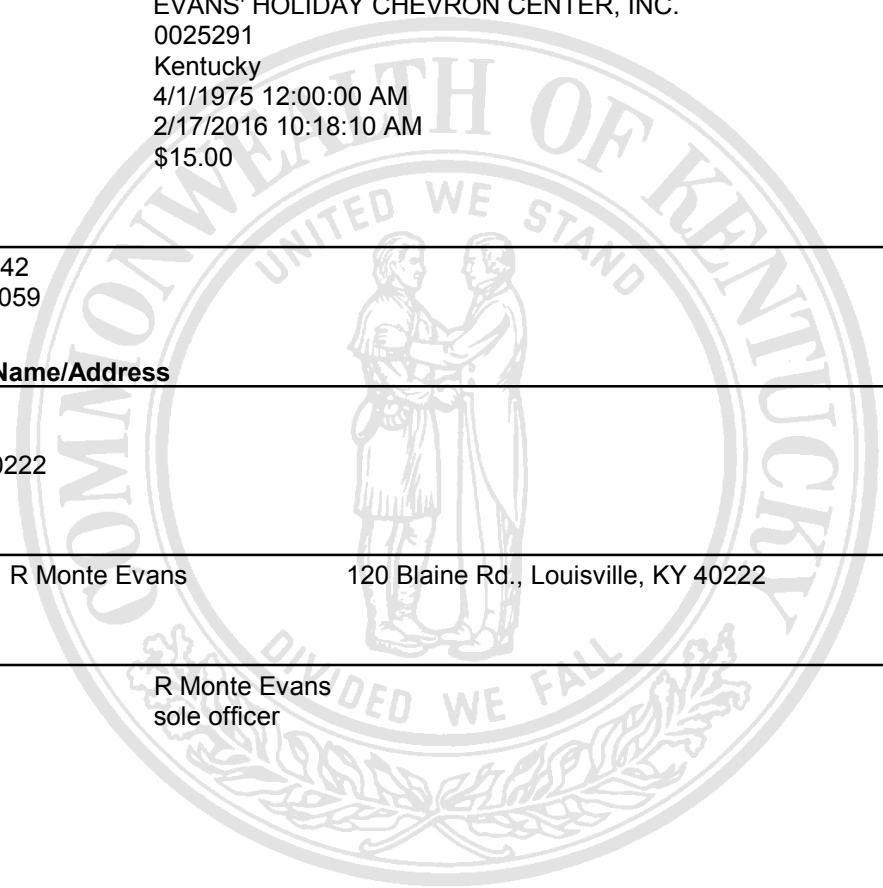 EVANS' HOLIDAY CHEVRON CENTER, INC.
0025291
Kentucky
4/1/1975 12:00:00 AM
2/17/2016 10:18:10 AM
$15.00
COMMONWEALTH OF KENTUCKY
UNITED WE STAND
42
059
Name/Address
0222
R Monte Evans 120 Blaine Rd., Louisville, KY 40222
DIVIDED WE FALL
R Monte Evans
sole officer